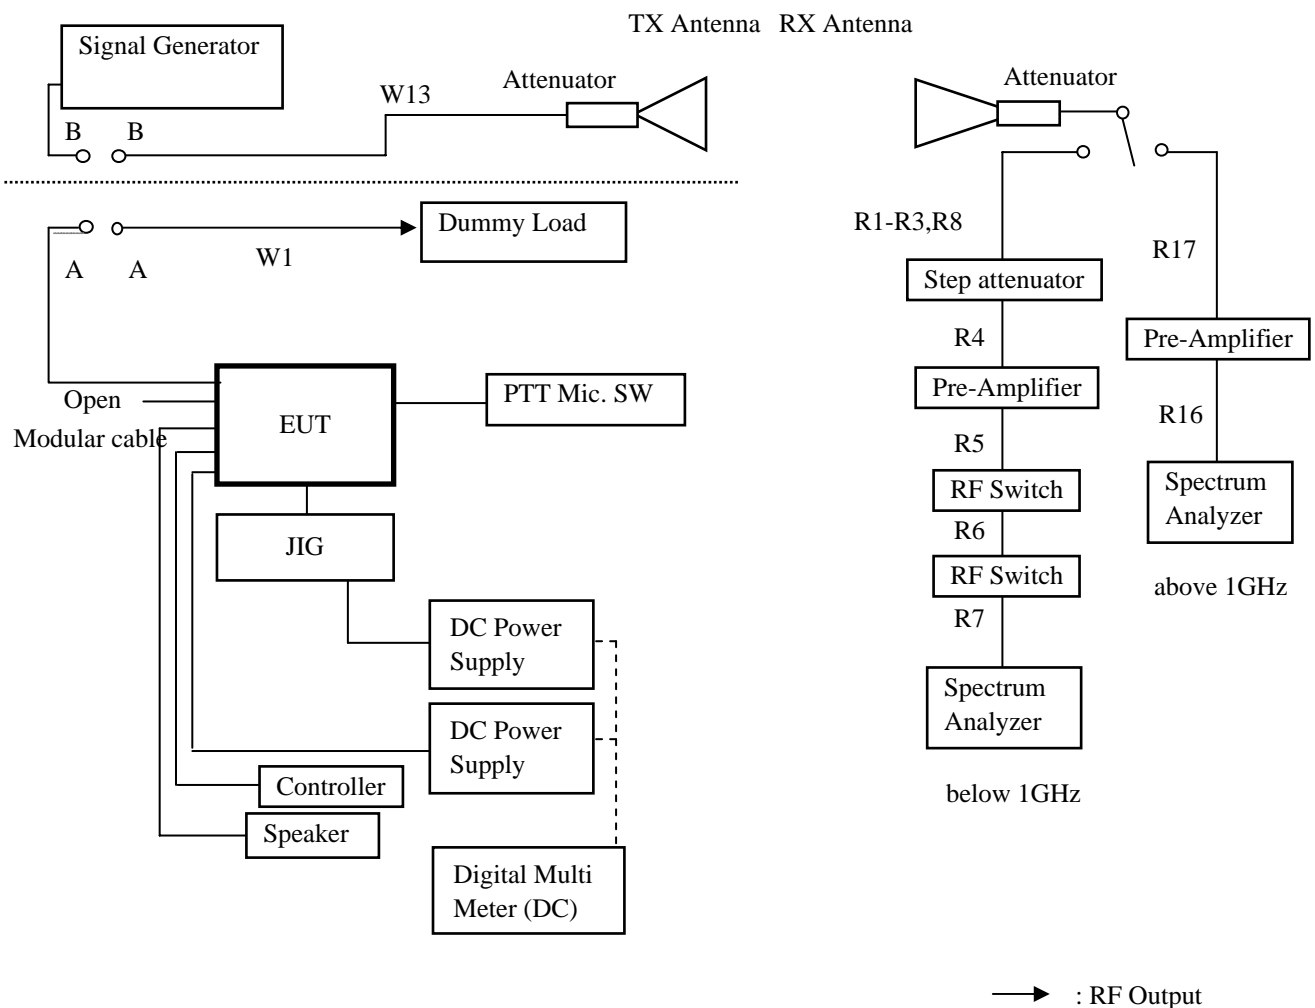 TX Antenna RX Antenna
Signal Generator
Attenuator
Attenuator
W13
B B
Dummy Load
R1-R3,R8
W1
R17
A A
Step attenuator
R4
Pre-Amplifier
Pre-Amplifier
PTT Mic. SW
Open
EUT
R16
Modular cable
R5
RF Switch
Spectrum
Analyzer
R6
JIG
RF Switch
above 1GHz
R7
DC Power
Supply
Spectrum
Analyzer
DC Power
Supply
Controller
below 1GHz
Speaker
Digital Multi
Meter (DC)
: RF Output